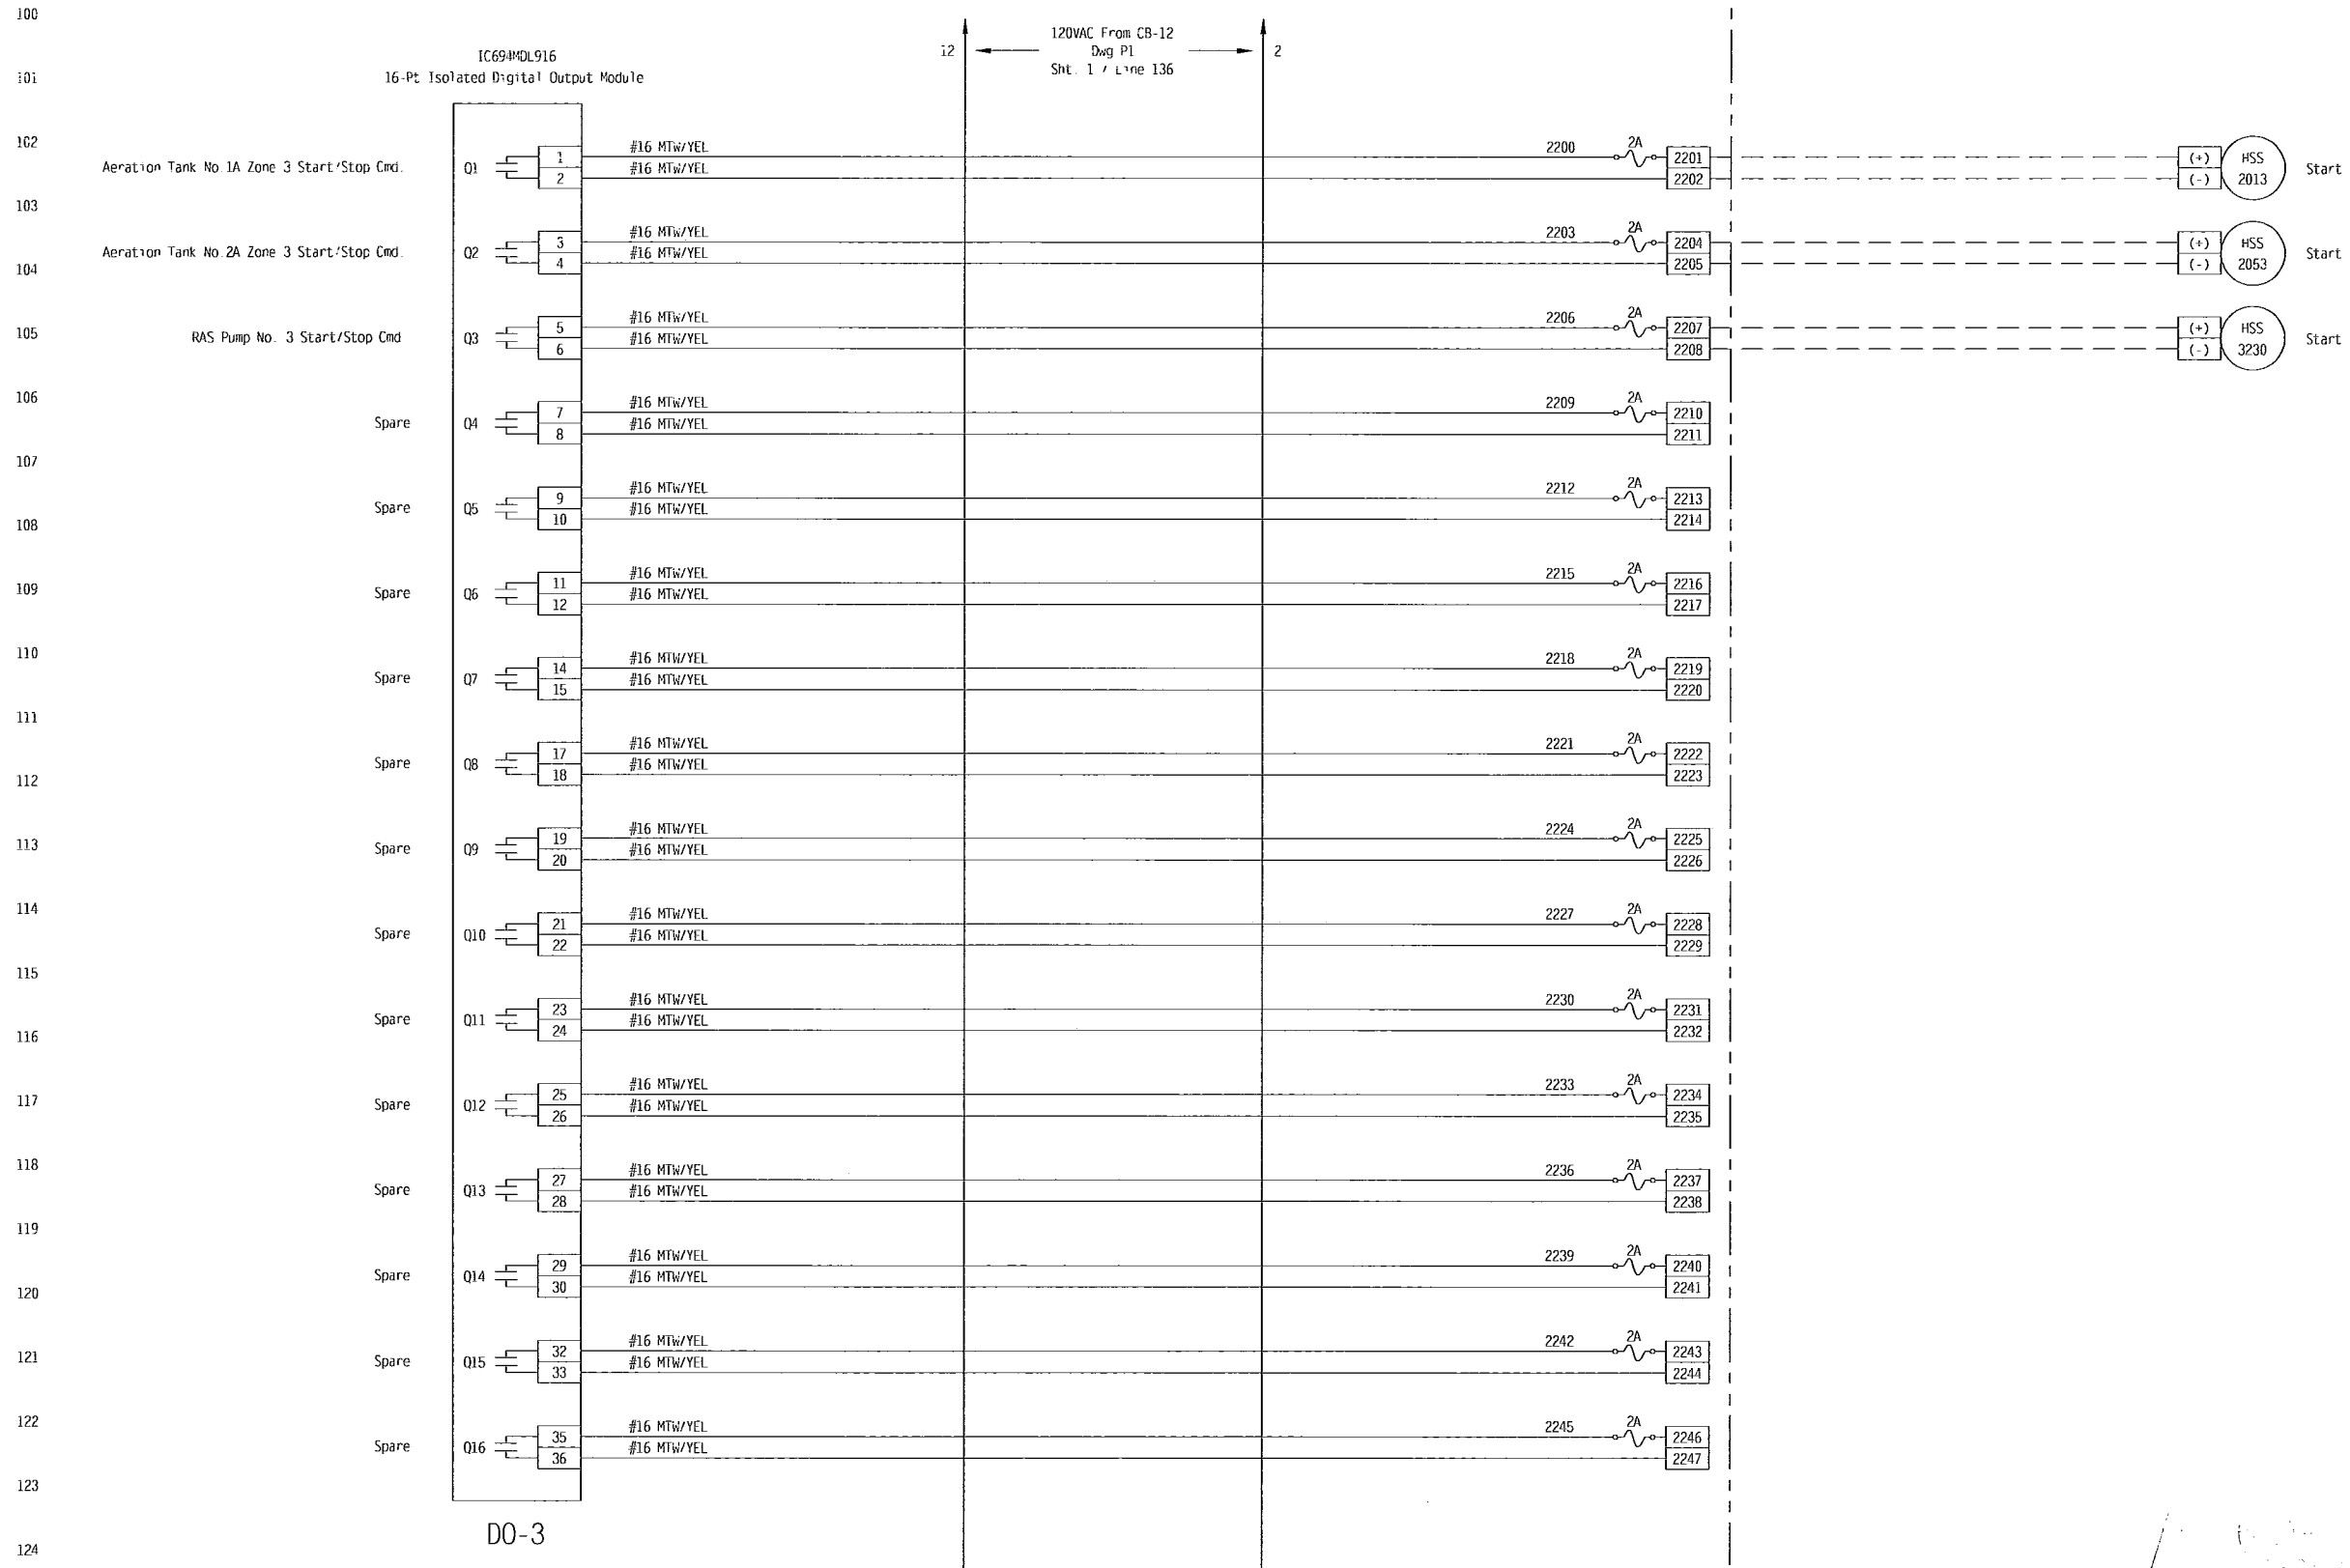 100
120VAC From CB-12
12
Dwg P1
2
IC694MDL916
Sht. 1 / Line 136
101
16-Pt Isolated Digital Output Module
102
#16 MTW/YEL
2200
2A
1
2201
(+)
HSS
Aeration Tank No.1A Zone 3 Start/Stop Cmd.
Q1
#16 MTW/YEL
Start
2
2202
(-)
2013
103
#16 MTW/YEL
2203
2A
3
2204
(+)
HSS
Aeration Tank No.2A Zone 3 Start/Stop Cmd.
Q2
#16 MTW/YEL
Start
104
4
2205
(-)
2053
#16 MTW/YEL
2206
2A
105
5
2207
(+)
HSS
RAS Pump No. 3 Start/Stop Cmd
Q3
#16 MTW/YEL
Start
6
2208
(-)
3230
106
#16 MTW/YEL
2209
2A
7
2210
Spare
Q4
#16 MTW/YEL
8
2211
107
#16 MTW/YEL
2212
2A
9
2213
Spare
Q5
#16 MTW/YEL
108
10
2214
#16 MTW/YEL
2215
2A
109
11
2216
Spare
Q6
#16 MTW/YEL
12
2217
110
#16 MTW/YEL
2218
2A
14
2219
Spare
Q7
#16 MTW/YEL
15
2220
111
#16 MTW/YEL
2221
2A
17
2222
Spare
Q8
#16 MTW/YEL
112
18
2223
#16 MTW/YEL
2224
2A
113
19
2225
Spare
Q9
#16 MTW/YEL
20
2226
114
#16 MTW/YEL
2227
2A
21
2228
Spare
Q10
#16 MTW/YEL
22
2229
115
#16 MTW/YEL
2230
2A
23
2231
Spare
Q11
#16 MTW/YEL
116
24
2232
#16 MTW/YEL
2233
2A
117
25
2234
Spare
Q12
#16 MTW/YEL
26
2235
118
#16 MTW/YEL
2236
2A
27
2237
Spare
Q13
#16 MTW/YEL
28
2238
119
#16 MTW/YEL
2239
2A
29
2240
Spare
Q14
#16 MTW/YEL
120
30
2241
#16 MTW/YEL
2242
2A
121
32
2243
Spare
Q15
#16 MTW/YEL
33
2244
122
#16 MTW/YEL
2245
2A
35
2246
Spare
Q16
#16 MTW/YEL
36
2247
123
DO-3
124